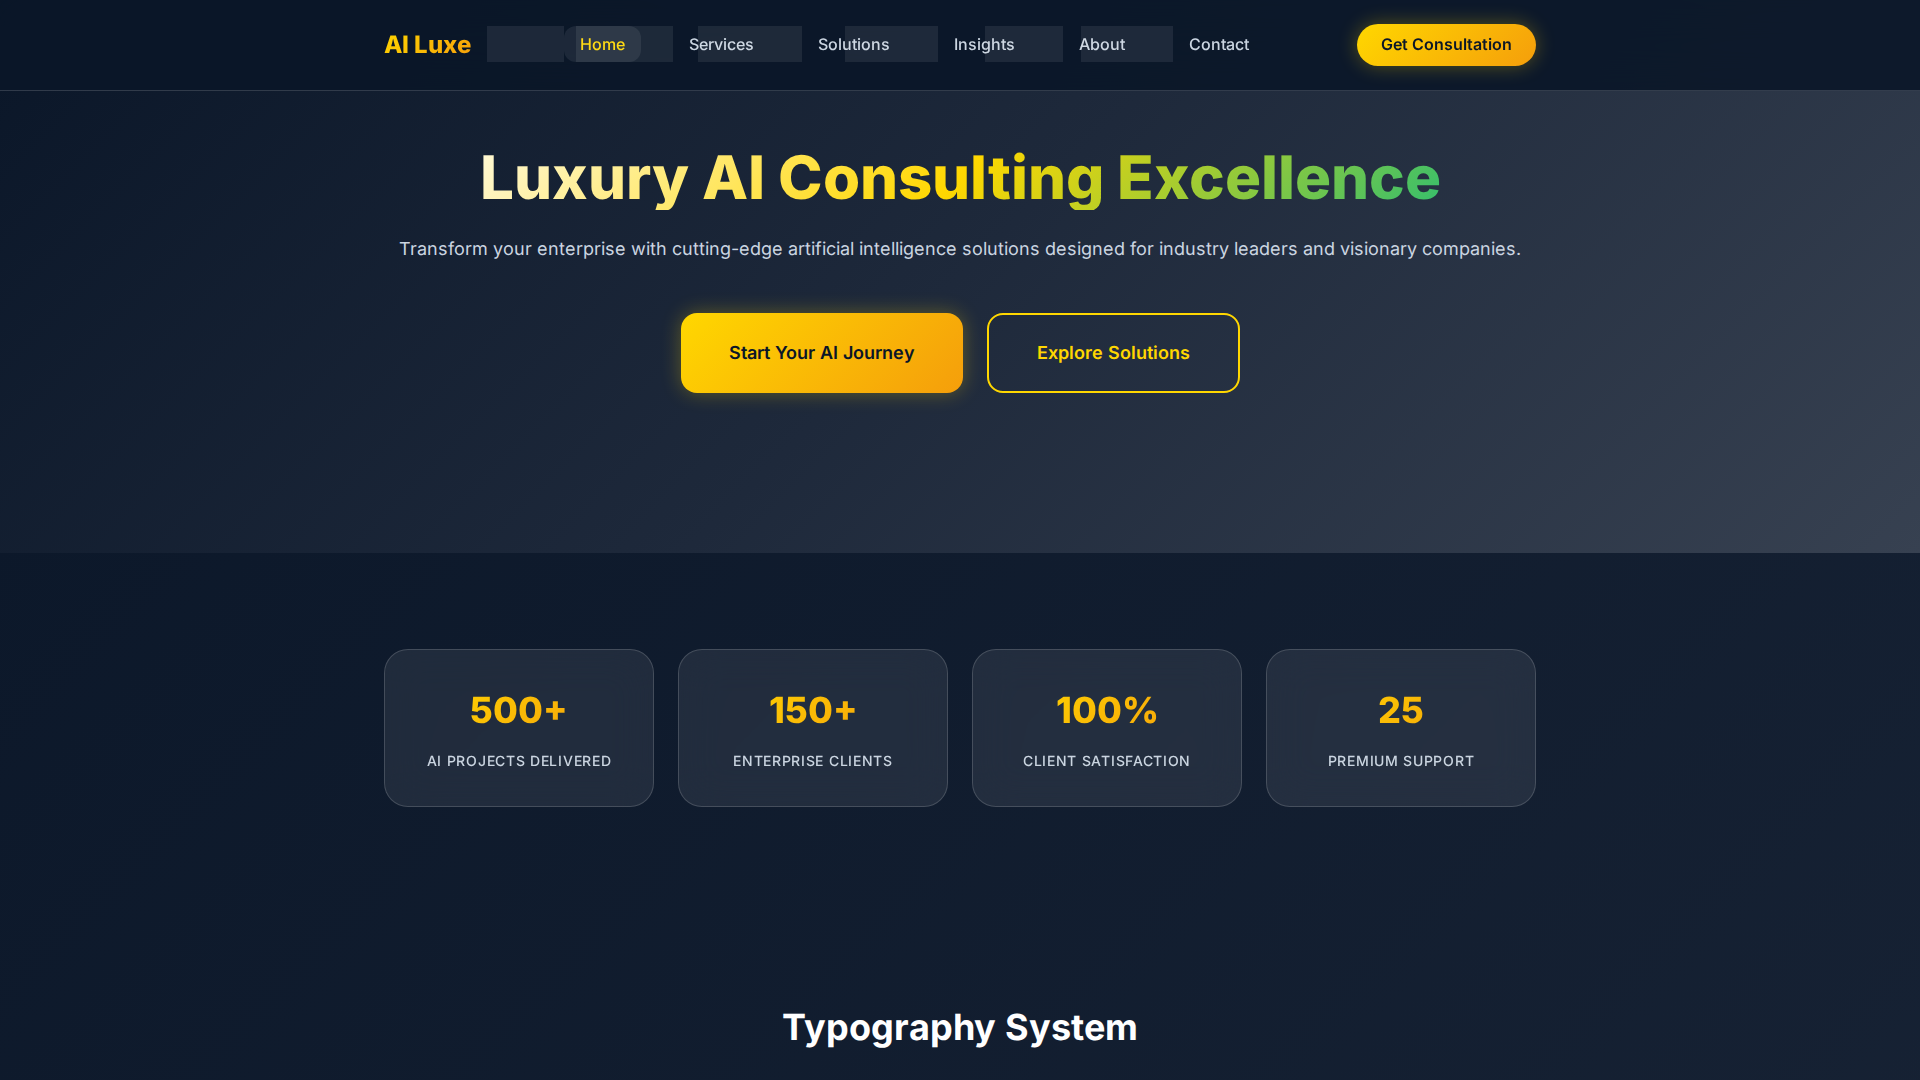 AI Luxe
Home
Services
Solutions
Insights
About
Contact
Get Consultation
Luxury AI Consulting Excellence
Transform your enterprise with cutting-edge artificial intelligence solutions designed for industry leaders and visionary companies.
Start Your AI Journey
Explore Solutions
500+
AI PROJECTS DELIVERED
150+
ENTERPRISE CLIENTS
100%
CLIENT SATISFACTION
25
PREMIUM SUPPORT
Typography System